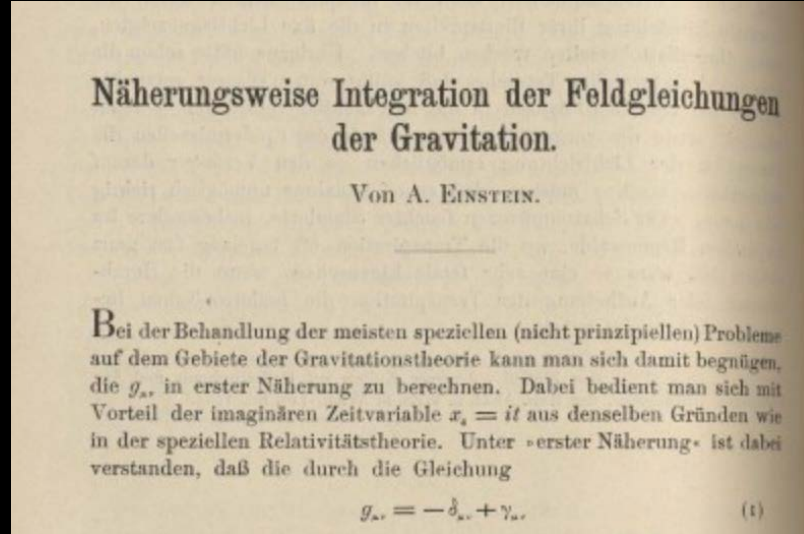 Näherungsweise Integration der Feldgleichungen
der Gravitation.
Von A. Einstein.
Bei der Behandlung der meisten speziellen (nicht prinzipiellen) Probleme
auf dem Gebiete der Gravitationstheorie kann man sich damit begnügen,
die g_μν in erster Näherung zu berechnen. Dabei bedient man sich mit
Vorteil der imaginären Zeitvariable x₄ = it aus denselben Gründen wie
in der speziellen Relativitätstheorie. Unter »erster Näherung« ist dabei
verstanden, daß die durch die Gleichung
g_μν = −δ_μν + γ_μν (1)